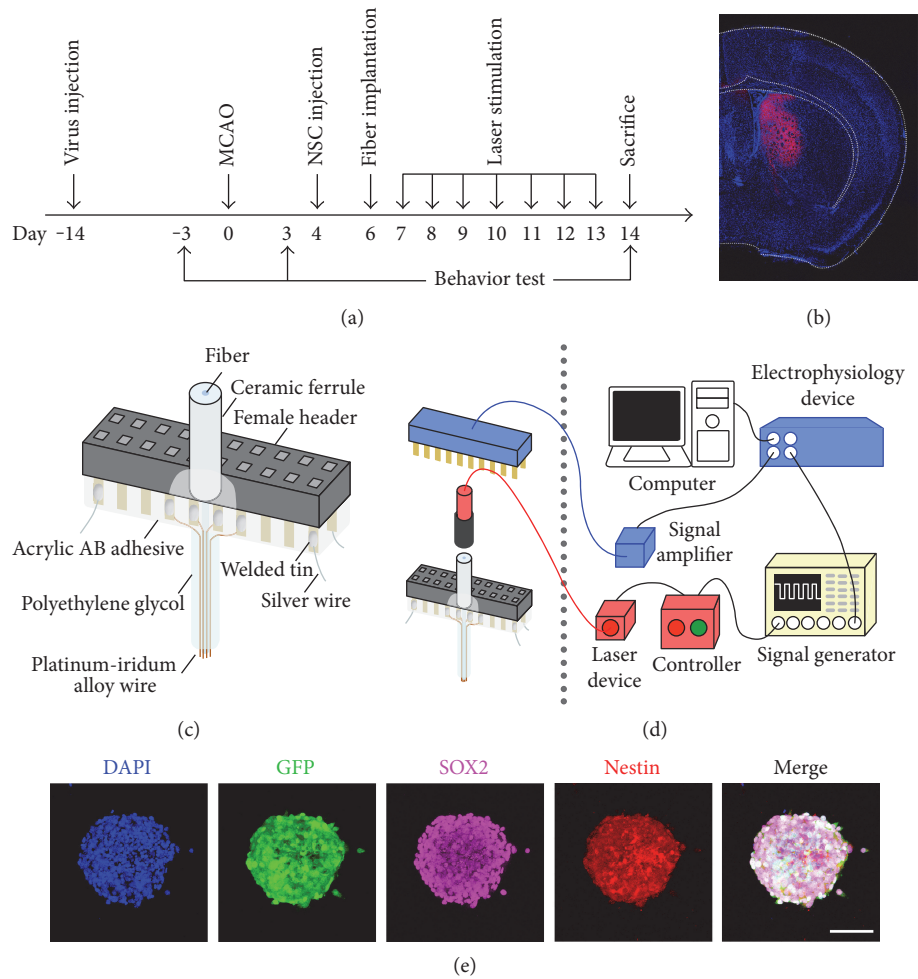 Virus injection
MCAO
NSC injection
Fiber implantation
Laser stimulation
Sacrifice
Day -14 -3 0 3 4 6 7 8 9 10 11 12 13 14
Behavior test
(a)
(b)
Fiber
Ceramic ferrule
Female header
Acrylic AB adhesive
Welded tin
Polyethylene glycol
Silver wire
Platinum-iridum
alloy wire
(c)
Electrophysiology
device
Computer
Signal
amplifier
Laser
device
Controller
Signal generator
(d)
DAPI
GFP
SOX2
Nestin
Merge
(e)